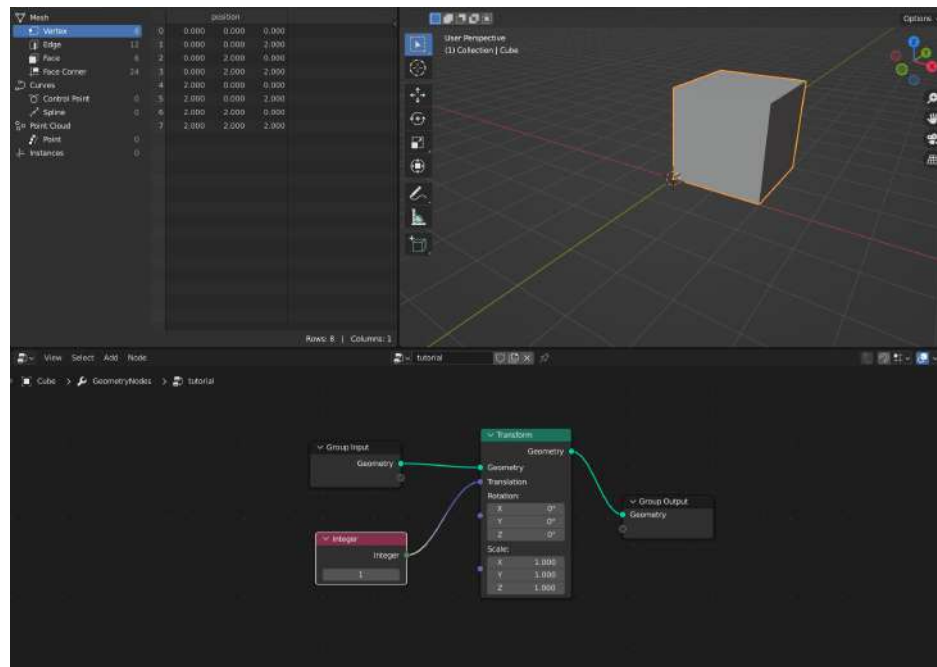 Mesh
position
Vertex 8
Edge 12
Face 6
Face Corner 24
Curves
Control Point 0
Spline 0
Point Cloud
Point 0
Instances 0
0 0.000 0.000 0.000
1 0.000 0.000 2.000
2 0.000 2.000 0.000
3 0.000 2.000 2.000
4 2.000 0.000 0.000
5 2.000 0.000 2.000
6 2.000 2.000 0.000
7 2.000 2.000 2.000
Rows: 8 | Columns: 1
Options
User Perspective
(1) Collection | Cube
View Select Add Node
tutorial
Cube > GeometryNodes > tutorial
Group Input
Geometry
Integer
Integer
1
Transform
Geometry
Geometry
Translation
Rotation:
X 0°
Y 0°
Z 0°
Scale:
X 1.000
Y 1.000
Z 1.000
Group Output
Geometry